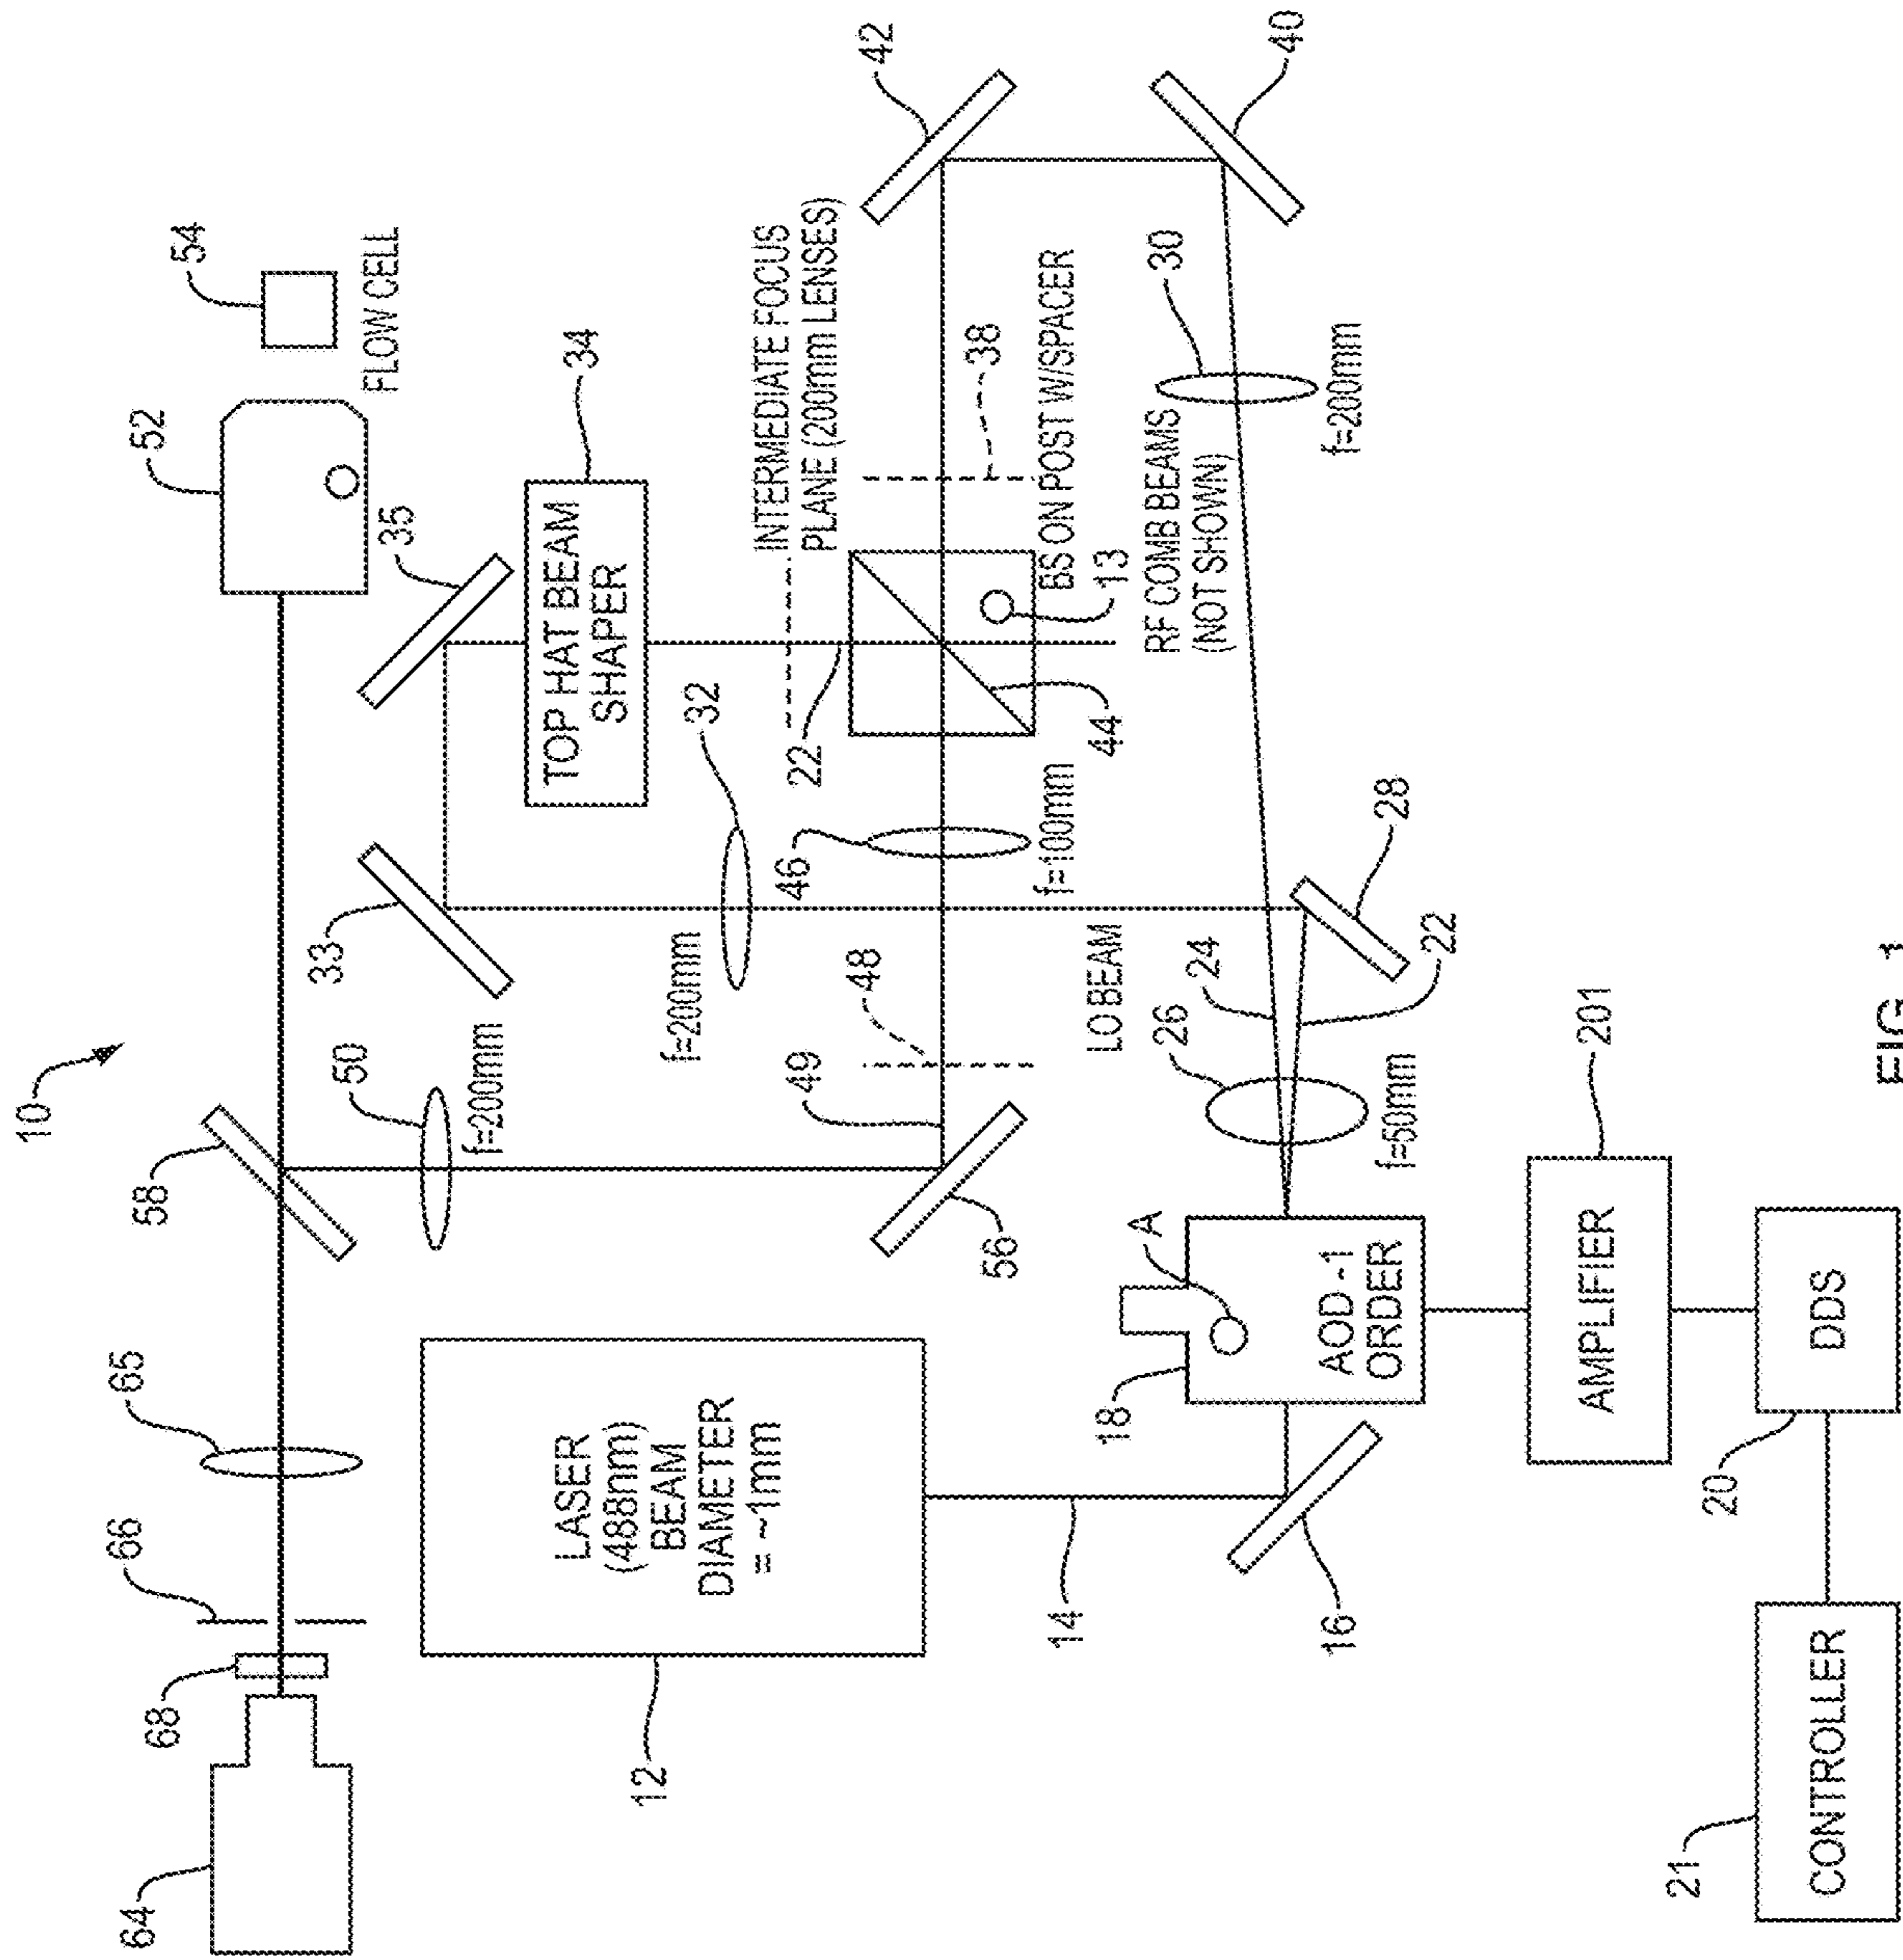 10
64
68
66
65
58
52
54
FLOW CELL
50
f=200mm
33
35
TOP HAT BEAM
SHAPER
34
32
f=200mm
INTERMEDIATE FOCUS
PLANE (200mm LENSES)
42
22
38
BS ON POST W/SPACER
13
44
46
f=100mm
48
49
56
LASER
(488nm)
BEAM
DIAMETER
= ~1mm
12
14
16
18
A
AOD -1
ORDER
LO BEAM
26
f=50mm
24
22
28
RF COMB BEAMS
(NOT SHOWN)
30
f=200mm
40
AMPLIFIER
201
DDS
20
CONTROLLER
21
FIG. 1